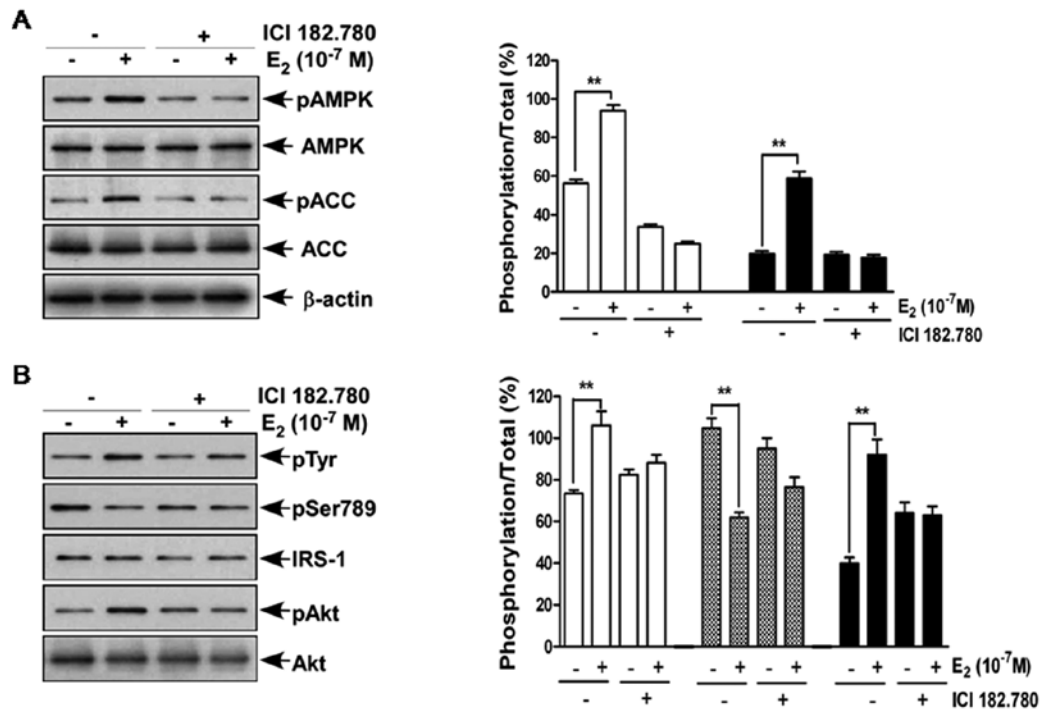 A
- + ICI 182.780
- + - + E₂ (10⁻⁷ M)
pAMPK
AMPK
pACC
ACC
β-actin
Phosphorylation/Total (%)
120
100
80
60
40
20
0
** **
- + - + - + - + E₂ (10⁻⁷M)
- + - + ICI 182.780
B
- + ICI 182.780
- + - + E₂ (10⁻⁷ M)
pTyr
pSer789
IRS-1
pAkt
Akt
Phosphorylation/Total (%)
120
100
80
60
40
20
0
** ** **
- + - + - + - + - + - + E₂ (10⁻⁷M)
- + - + - + ICI 182.780